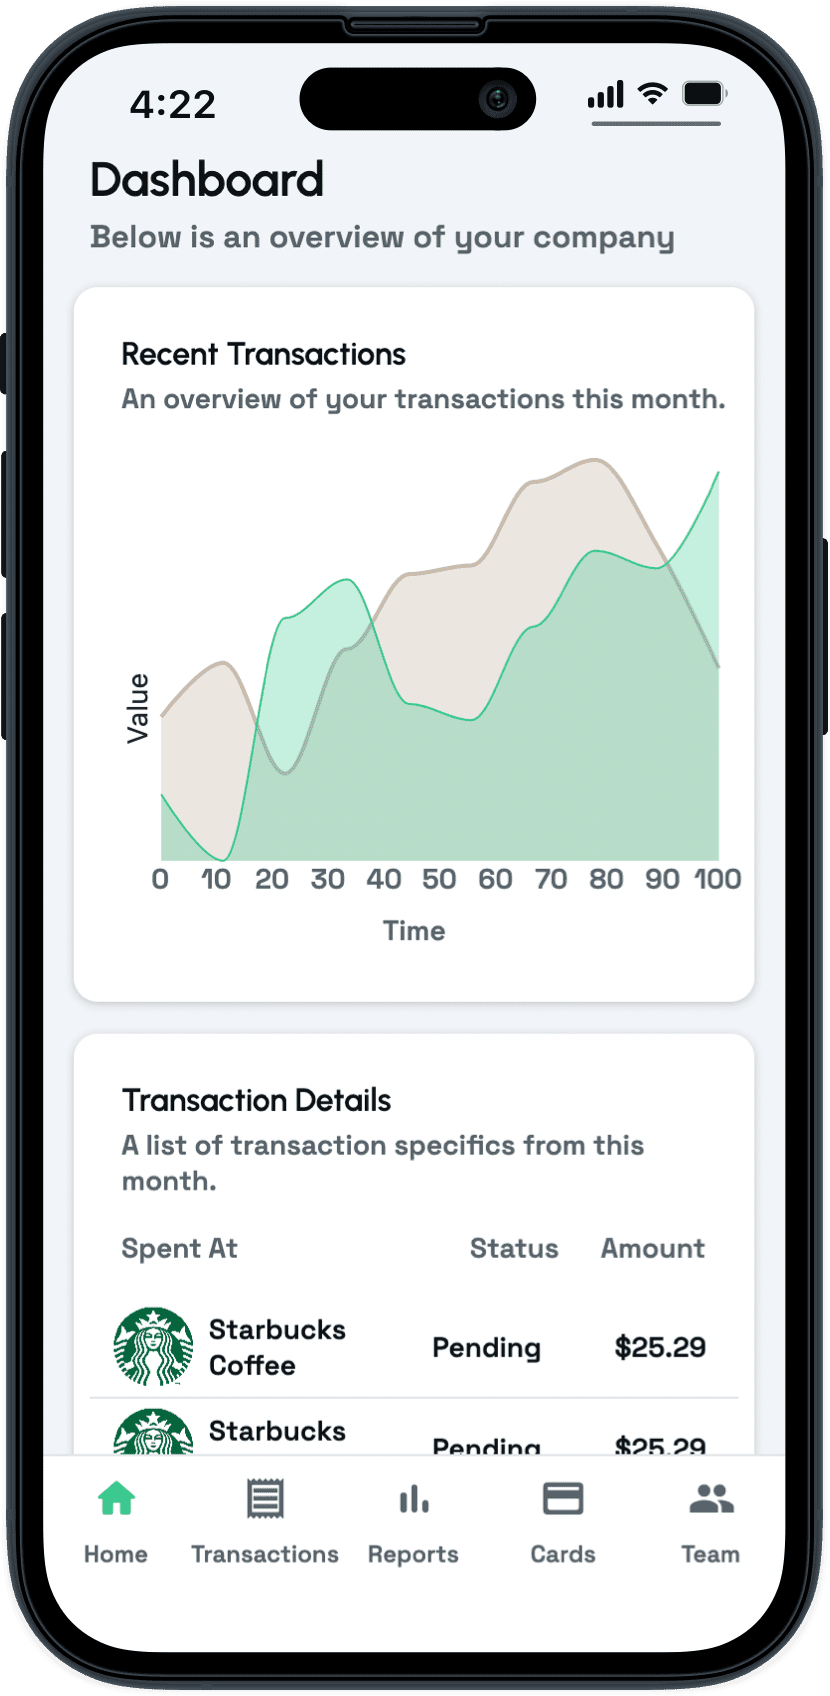 4:22
Dashboard
Below is an overview of your company
Recent Transactions
An overview of your transactions this month.
Value
0 10 20 30 40 50 60 70 80 90 100
Time
Transaction Details
A list of transaction specifics from this
month.
Spent At Status Amount
Starbucks
Coffee
Pending $25.29
Starbucks
Pending $25.29
Home Transactions Reports Cards Team